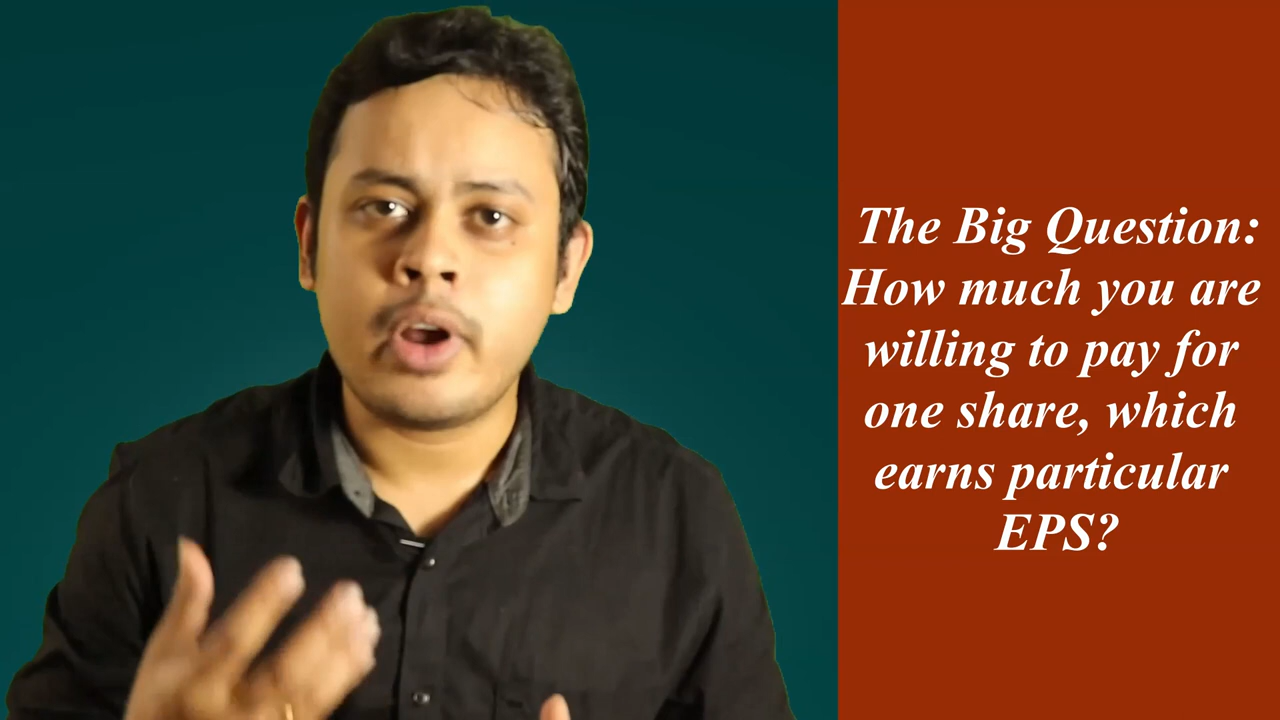 The Big Question:
How much you are
willing to pay for
one share, which
earns particular
EPS?